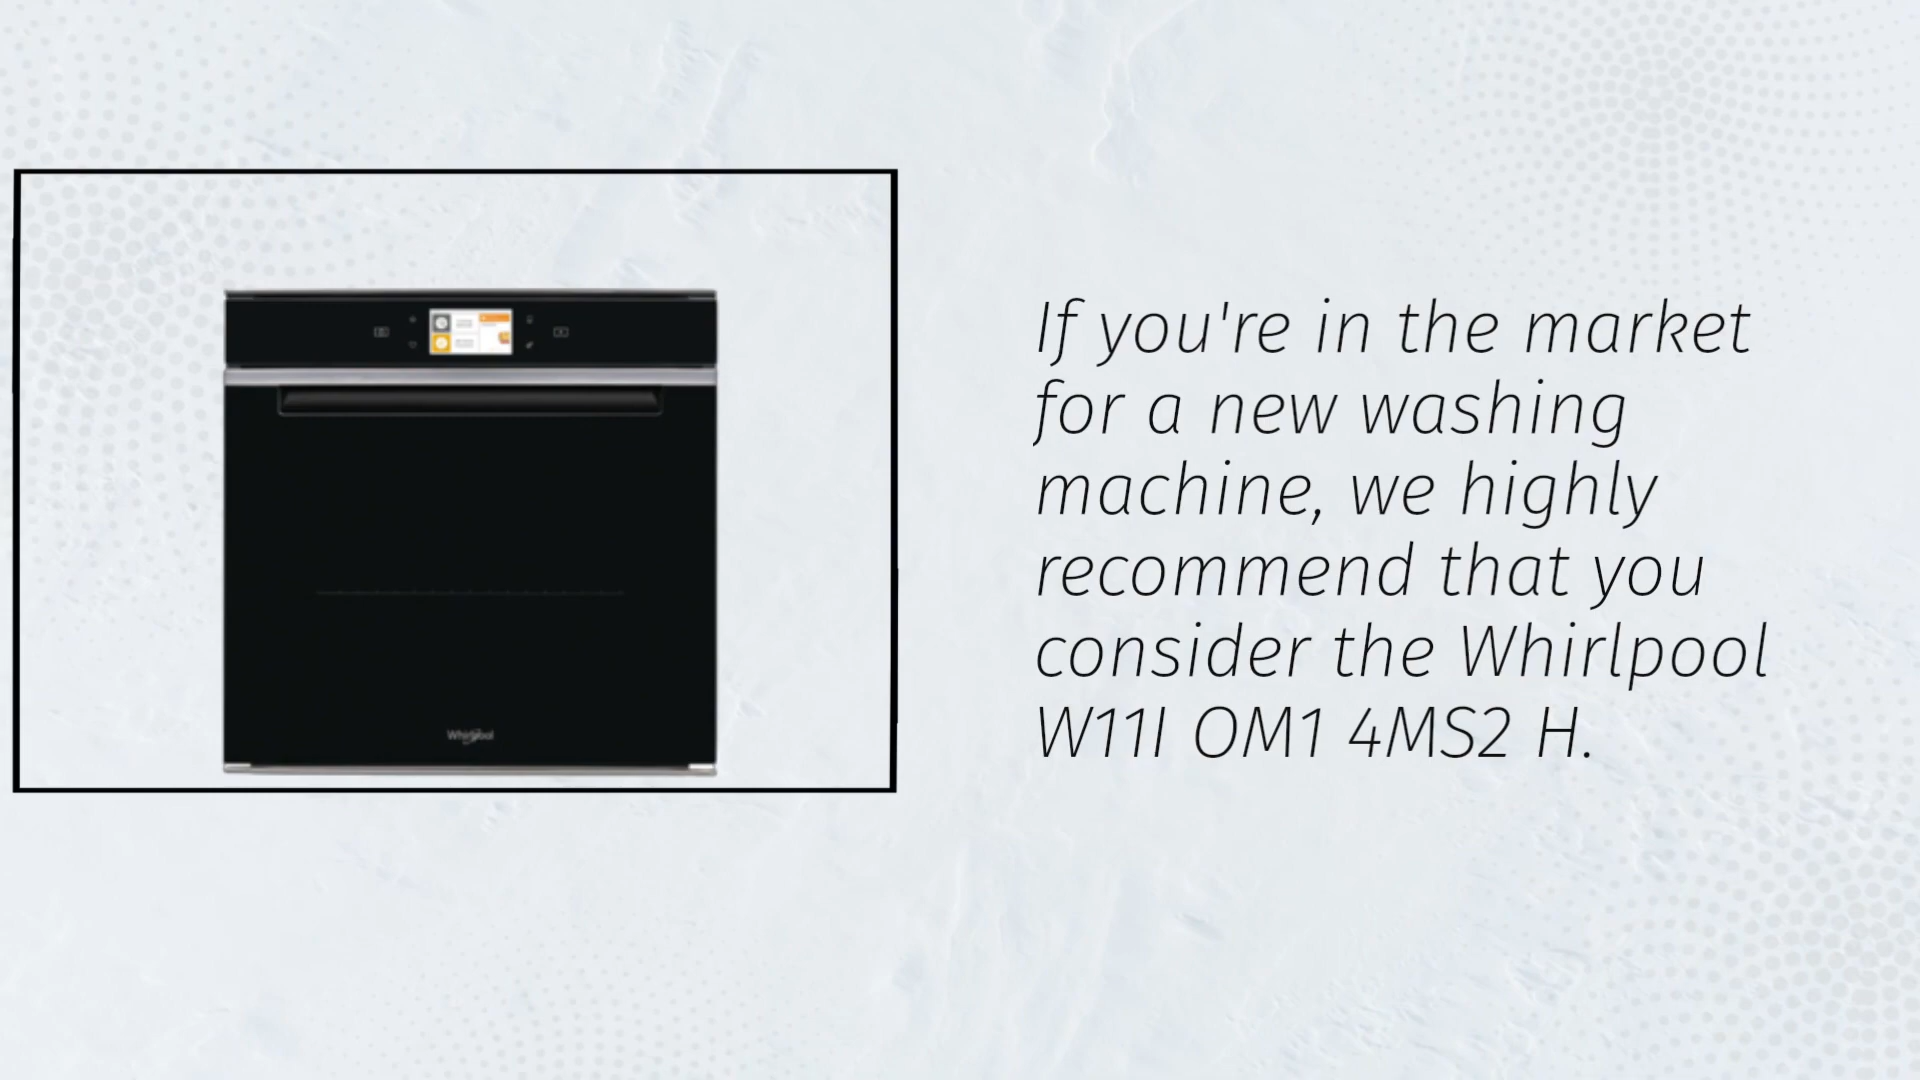 Whirlpool
If you're in the market
for a new washing
machine, we highly
recommend that you
consider the Whirlpool
W11I OM1 4MS2 H.